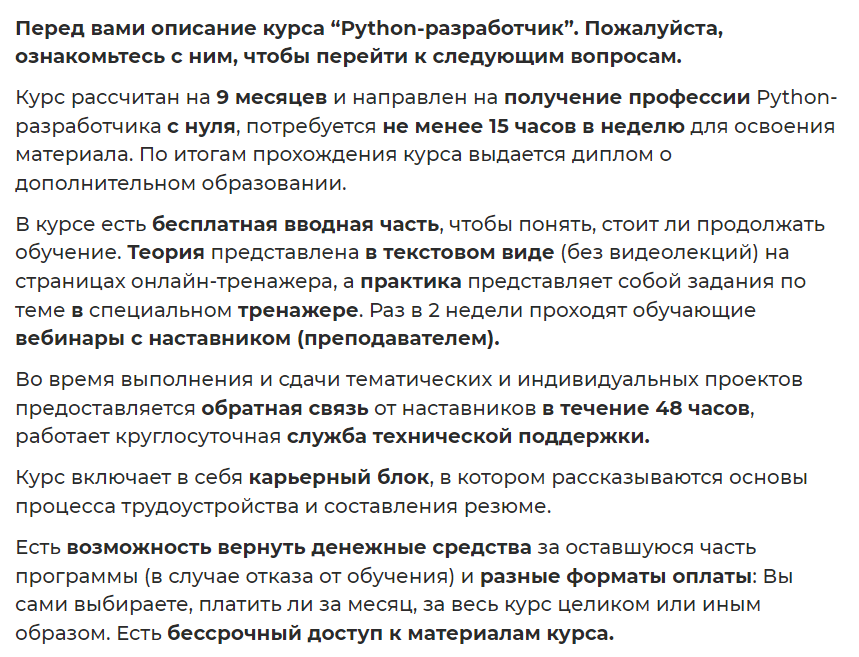 Перед вами описание курса “Python-разработчик”. Пожалуйста,
ознакомьтесь с ним, чтобы перейти к следующим вопросам.
Курс рассчитан на 9 месяцев и направлен на получение профессии Python-
разработчика с нуля, потребуется не менее 15 часов в неделю для освоения
материала. По итогам прохождения курса выдается диплом о
дополнительном образовании.
В курсе есть бесплатная вводная часть, чтобы понять, стоит ли продолжать
обучение. Теория представлена в текстовом виде (без видеолекций) на
страницах онлайн-тренажера, а практика представляет собой задания по
теме в специальном тренажере. Раз в 2 недели проходят обучающие
вебинары с наставником (преподавателем).
Во время выполнения и сдачи тематических и индивидуальных проектов
предоставляется обратная связь от наставников в течение 48 часов,
работает круглосуточная служба технической поддержки.
Курс включает в себя карьерный блок, в котором рассказываются основы
процесса трудоустройства и составления резюме.
Есть возможность вернуть денежные средства за оставшуюся часть
программы (в случае отказа от обучения) и разные форматы оплаты: Вы
сами выбираете, платить ли за месяц, за весь курс целиком или иным
образом. Есть бессрочный доступ к материалам курса.